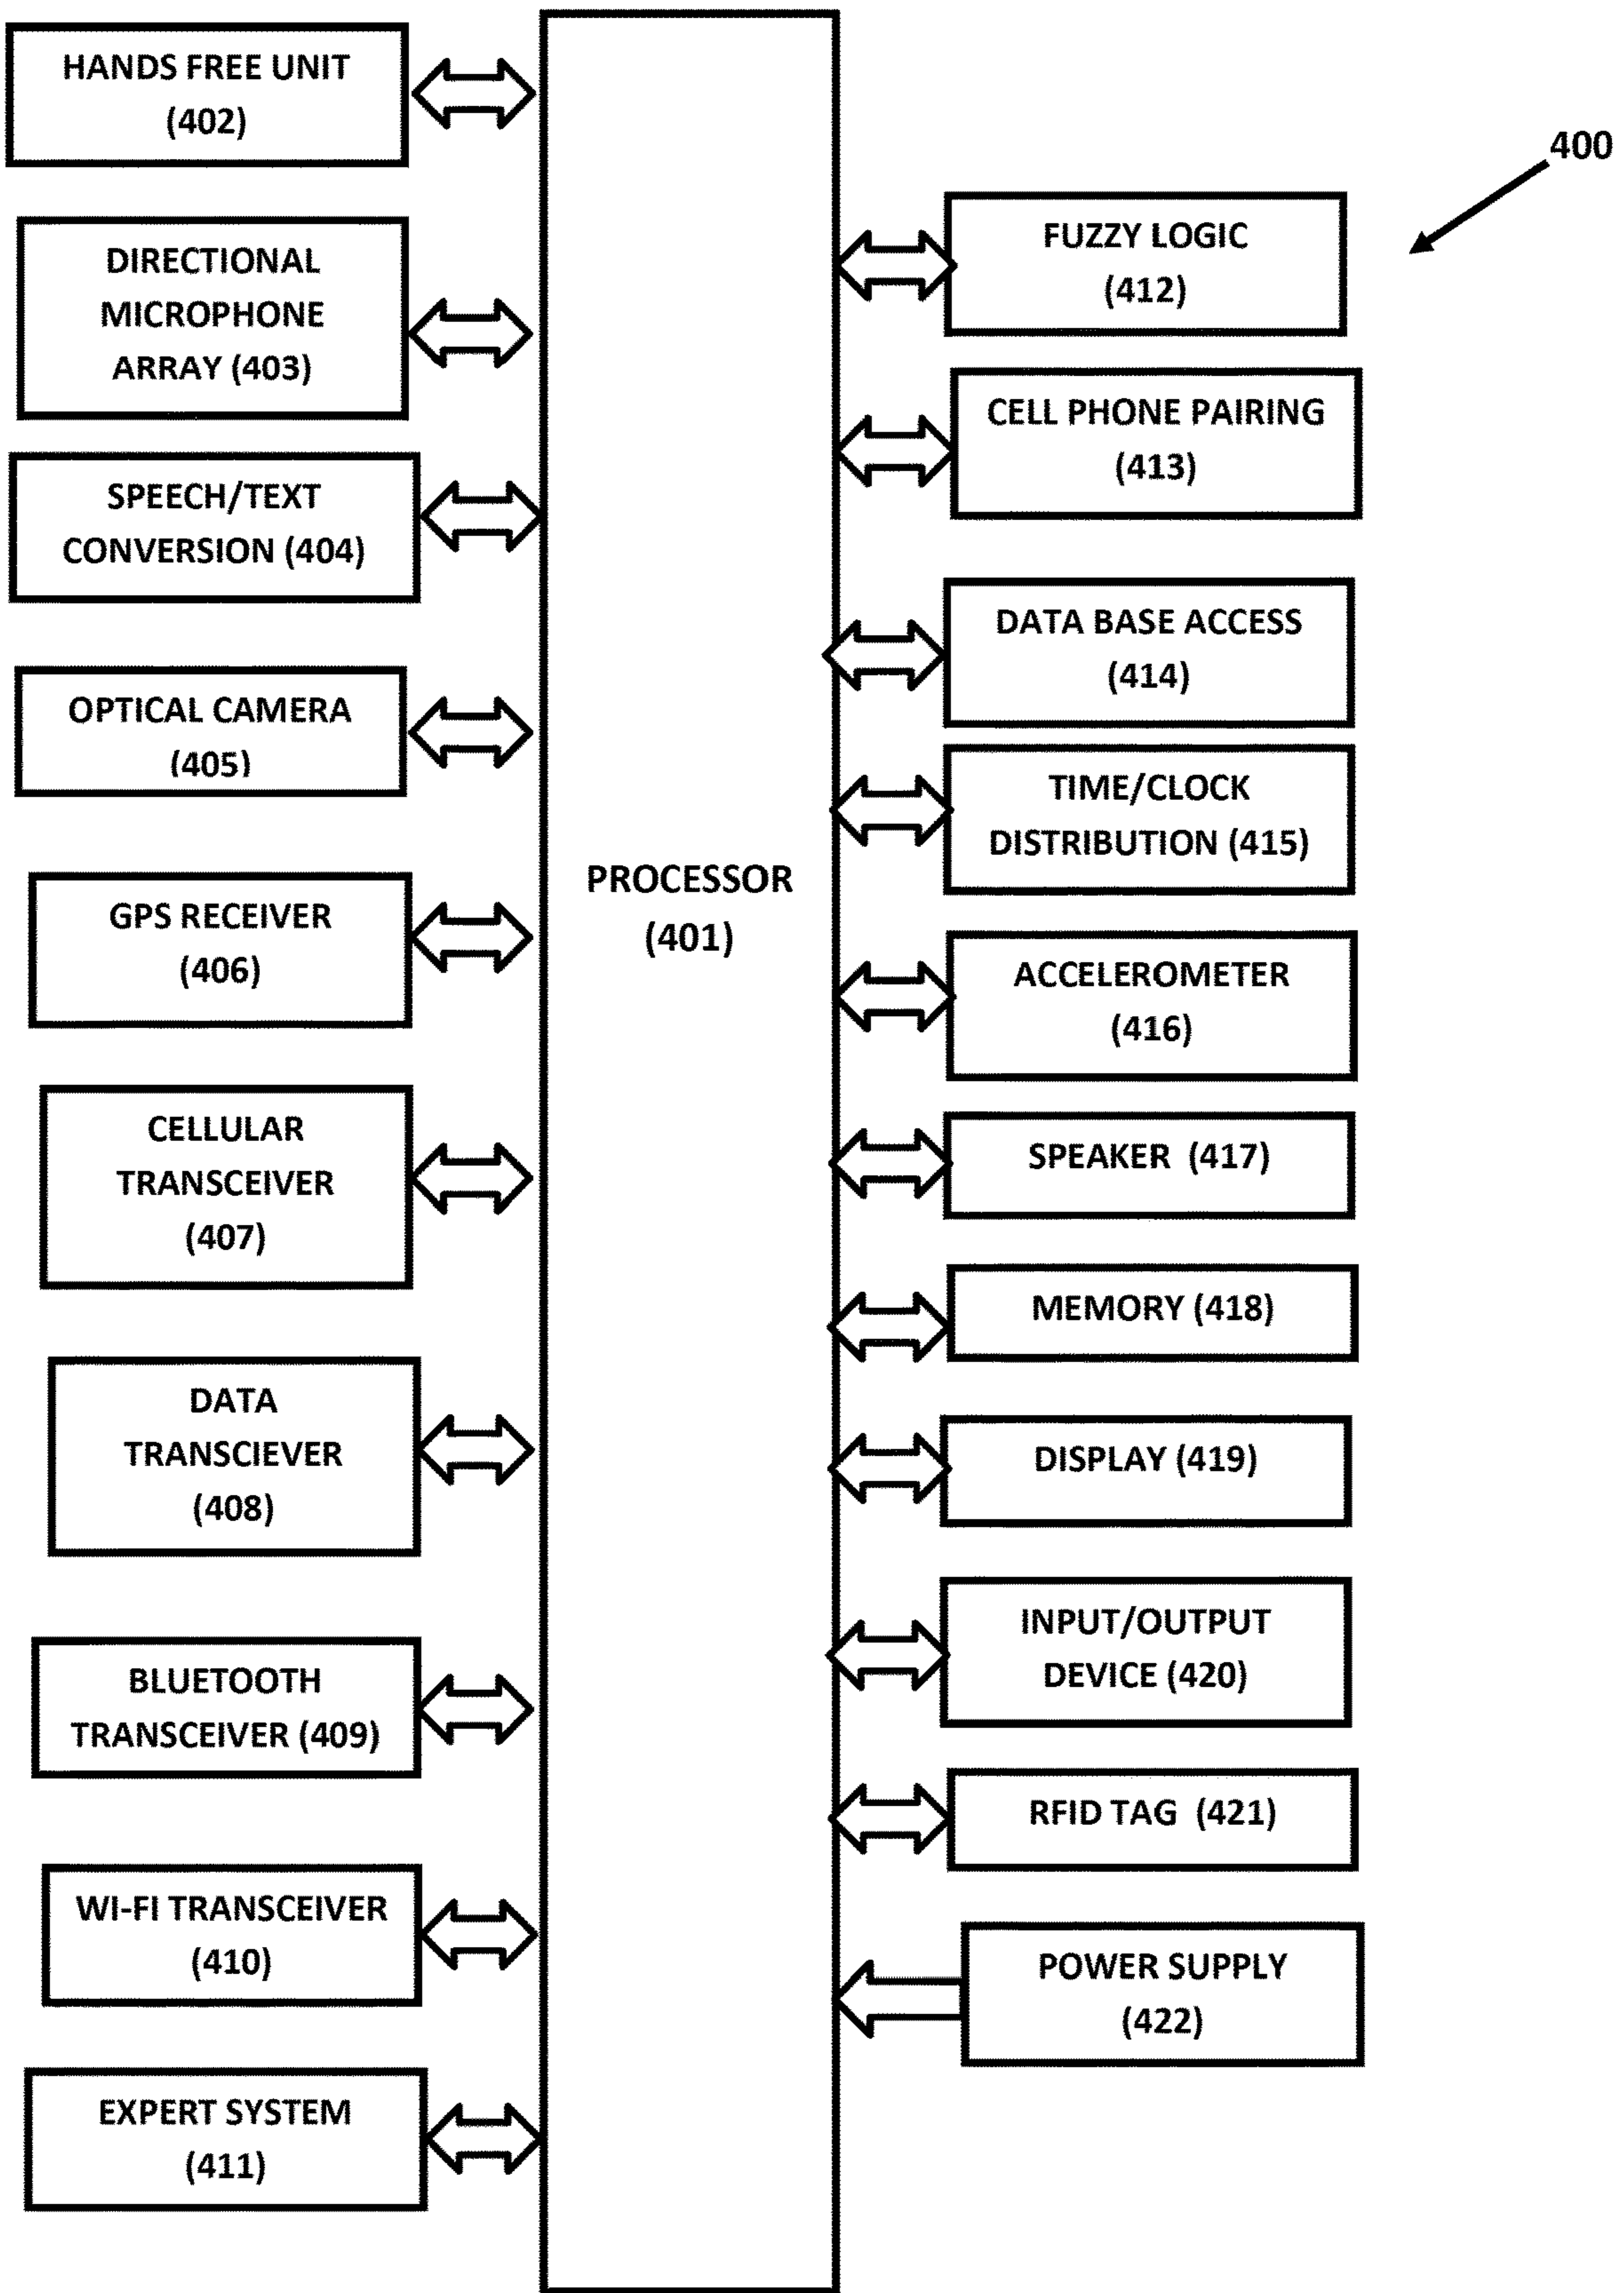 HANDS FREE UNIT
(402)
DIRECTIONAL
MICROPHONE
ARRAY (403)
SPEECH/TEXT
CONVERSION (404)
OPTICAL CAMERA
(405)
GPS RECEIVER
(406)
CELLULAR
TRANSCEIVER
(407)
DATA
TRANSCIEVER
(408)
BLUETOOTH
TRANSCEIVER (409)
WI-FI TRANSCEIVER
(410)
EXPERT SYSTEM
(411)
PROCESSOR
(401)
400
FUZZY LOGIC
(412)
CELL PHONE PAIRING
(413)
DATA BASE ACCESS
(414)
TIME/CLOCK
DISTRIBUTION (415)
ACCELEROMETER
(416)
SPEAKER (417)
MEMORY (418)
DISPLAY (419)
INPUT/OUTPUT
DEVICE (420)
RFID TAG (421)
POWER SUPPLY
(422)